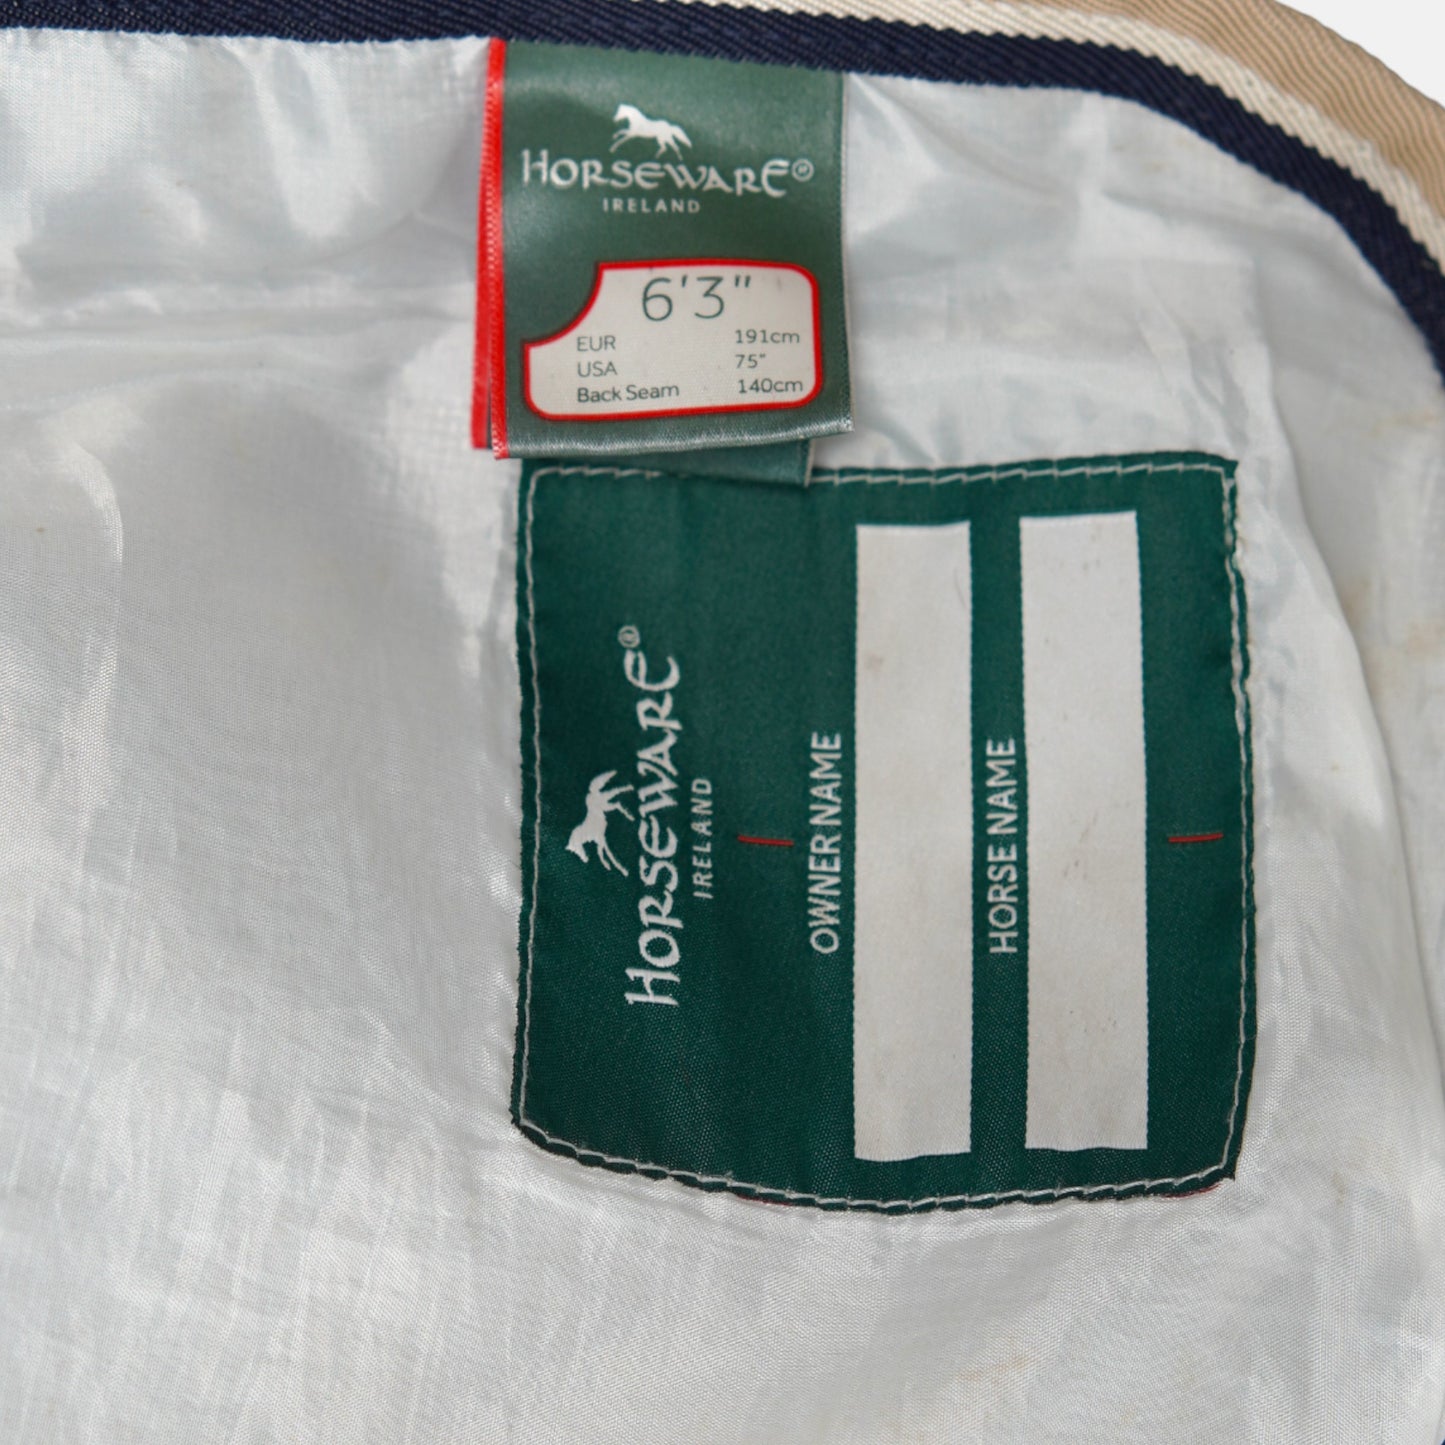 HORSEWARE®
IRELAND
6'3"
EUR 191cm
USA 75"
Back Seam 140cm
HORSEWARE®
IRELAND
OWNER NAME
HORSE NAME